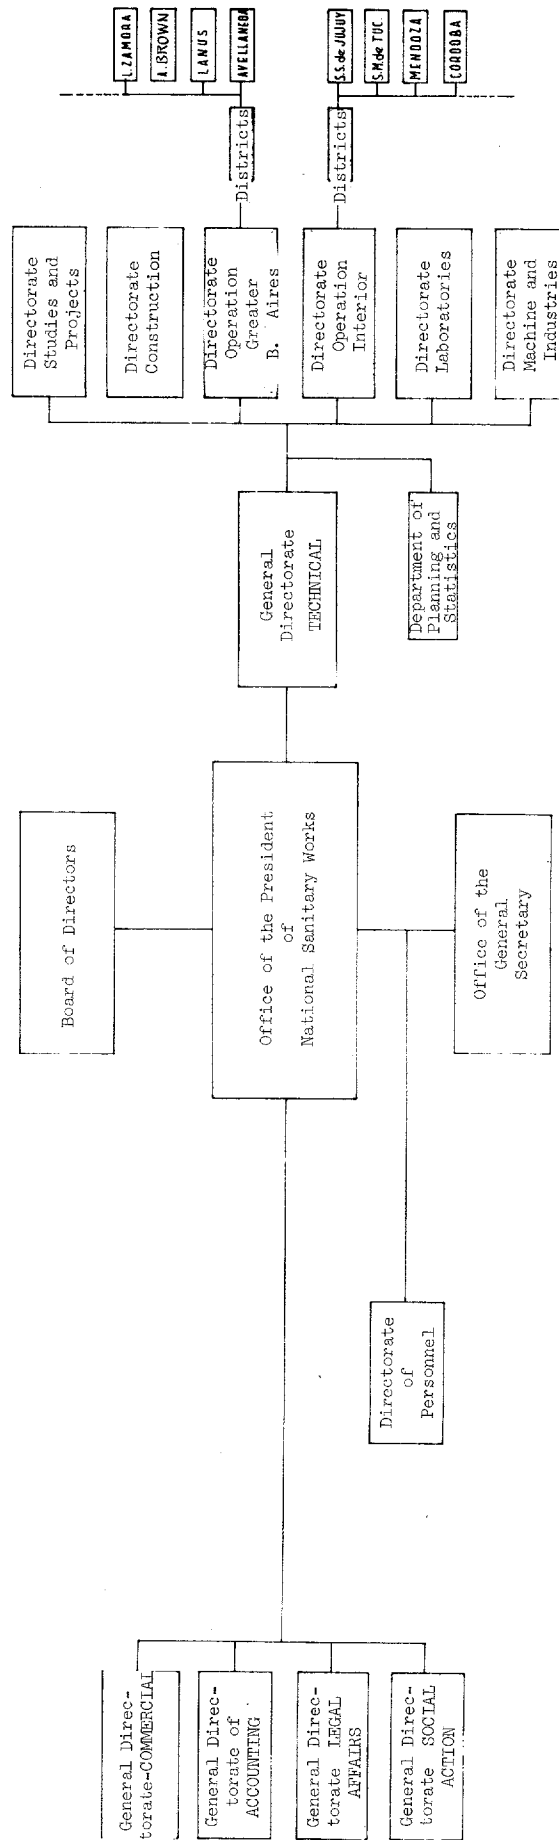 Board of Directors
Office of the President
of
National Sanitary Works
Office of the
General
Secretary
Directorate
of
Personnel
General Direc-
torate-COMMERCIAL
General Direc-
torate of
ACCOUNTING
General Direc-
torate LEGAL
AFFAIRS
General Direc-
torate SOCIAL
ACTION
General
Directorate
TECHNICAL
Department of
Planning and
Statistics
Directorate
Studies and
Projects
Directorate
Construction
Directorate
Operation
Greater
B. Aires
Directorate
Operation
Interior
Directorate
Laboratories
Directorate
Machine and
Industries
Districts
Districts
L.ZAMORA
A.BROWN
LANUS
AVELLANEDA
S.S.de JUJUY
S.M.de TUC.
MENDOZA
CORDOBA